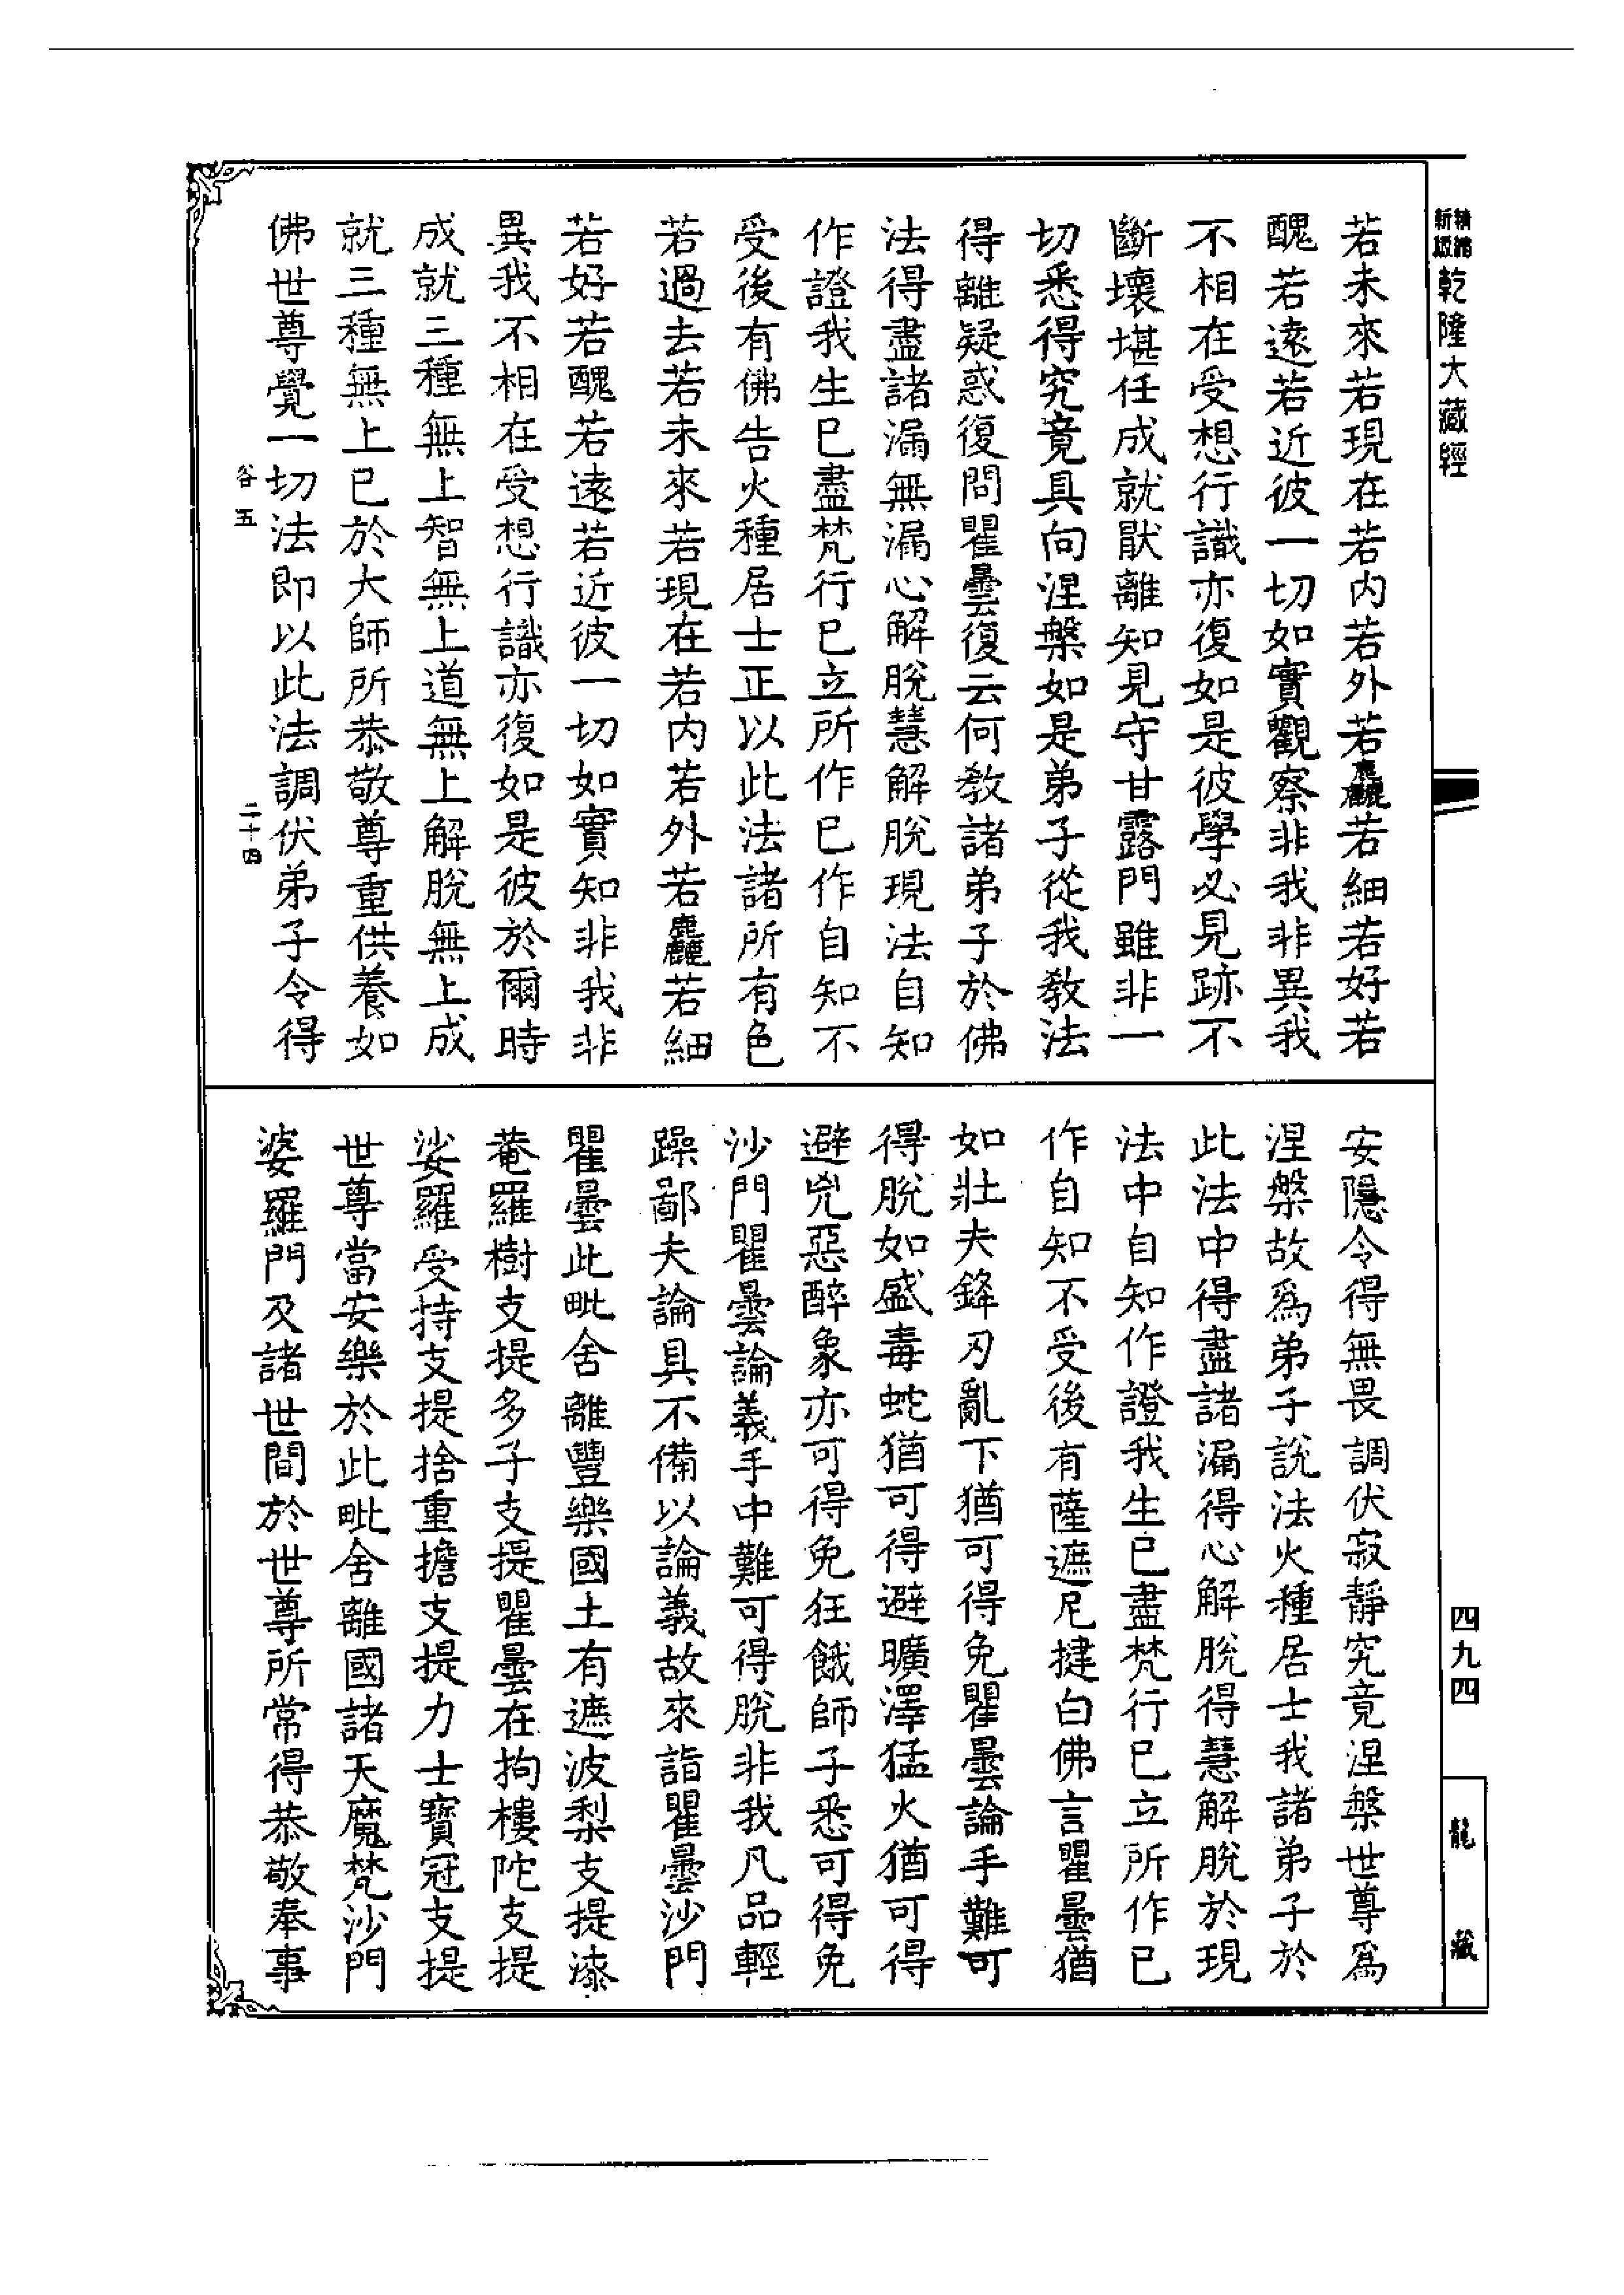 新編縮版乾隆大藏經
若未來若現在若内若外若麤若細若好若
醜若遠若近彼一切如實觀察非我非異我
不相在受想行識亦復如是彼學必見跡不
斷壞堪任成就厭離知見守甘露門雖非一
切悉得究竟具向涅槃如是弟子從我教法
得離疑惑復問瞿曇復云何教諸弟子於佛
法得盡諸漏無漏心解脫慧解脫現法自知
作證我生已盡梵行已立所作已作自知不
受後有佛告火種居士正以此法諸所有色
若過去若未來若現在若内若外若麤若細
若好若醜若遠若近彼一切如實知非我非
異我不相在受想行識亦復如是彼於爾時
成就三種無上智無上道無上解脫無上成
就三種無上已於大師所恭敬尊重供養如
佛世尊覺一切法即以此法調伏弟子令得
谷五
二十四
安隱令得無畏調伏寂靜究竟涅槃世尊為
涅槃故為弟子說法火種居士我諸弟子於
此法中得盡諸漏得心解脫得慧解脫於現
法中自知作證我生已盡梵行已立所作已
作自知不受後有薩遮尼揵白佛言瞿曇猶
如壯夫鋒刃亂下猶可得免瞿曇論手難可
得脫如盛毒蛇猶可得避曠澤猛火猶可得
避兇惡醉象亦可得免狂餓師子悉可得免
沙門瞿曇論義手中難可得脫非我凡品輕
躁鄙夫論具不備以論義故來詣瞿曇沙門
瞿曇此毗舍離豐樂國土有遮波梨支提漆
菴羅樹支提多子支提瞿曇在拘樓陀支提
娑羅受持支提捨重擔支提力士寶冠支提
世尊當安樂於此毗舍離國諸天魔梵沙門
婆羅門及諸世間於世尊所常得恭敬奉事
四九四
龍藏